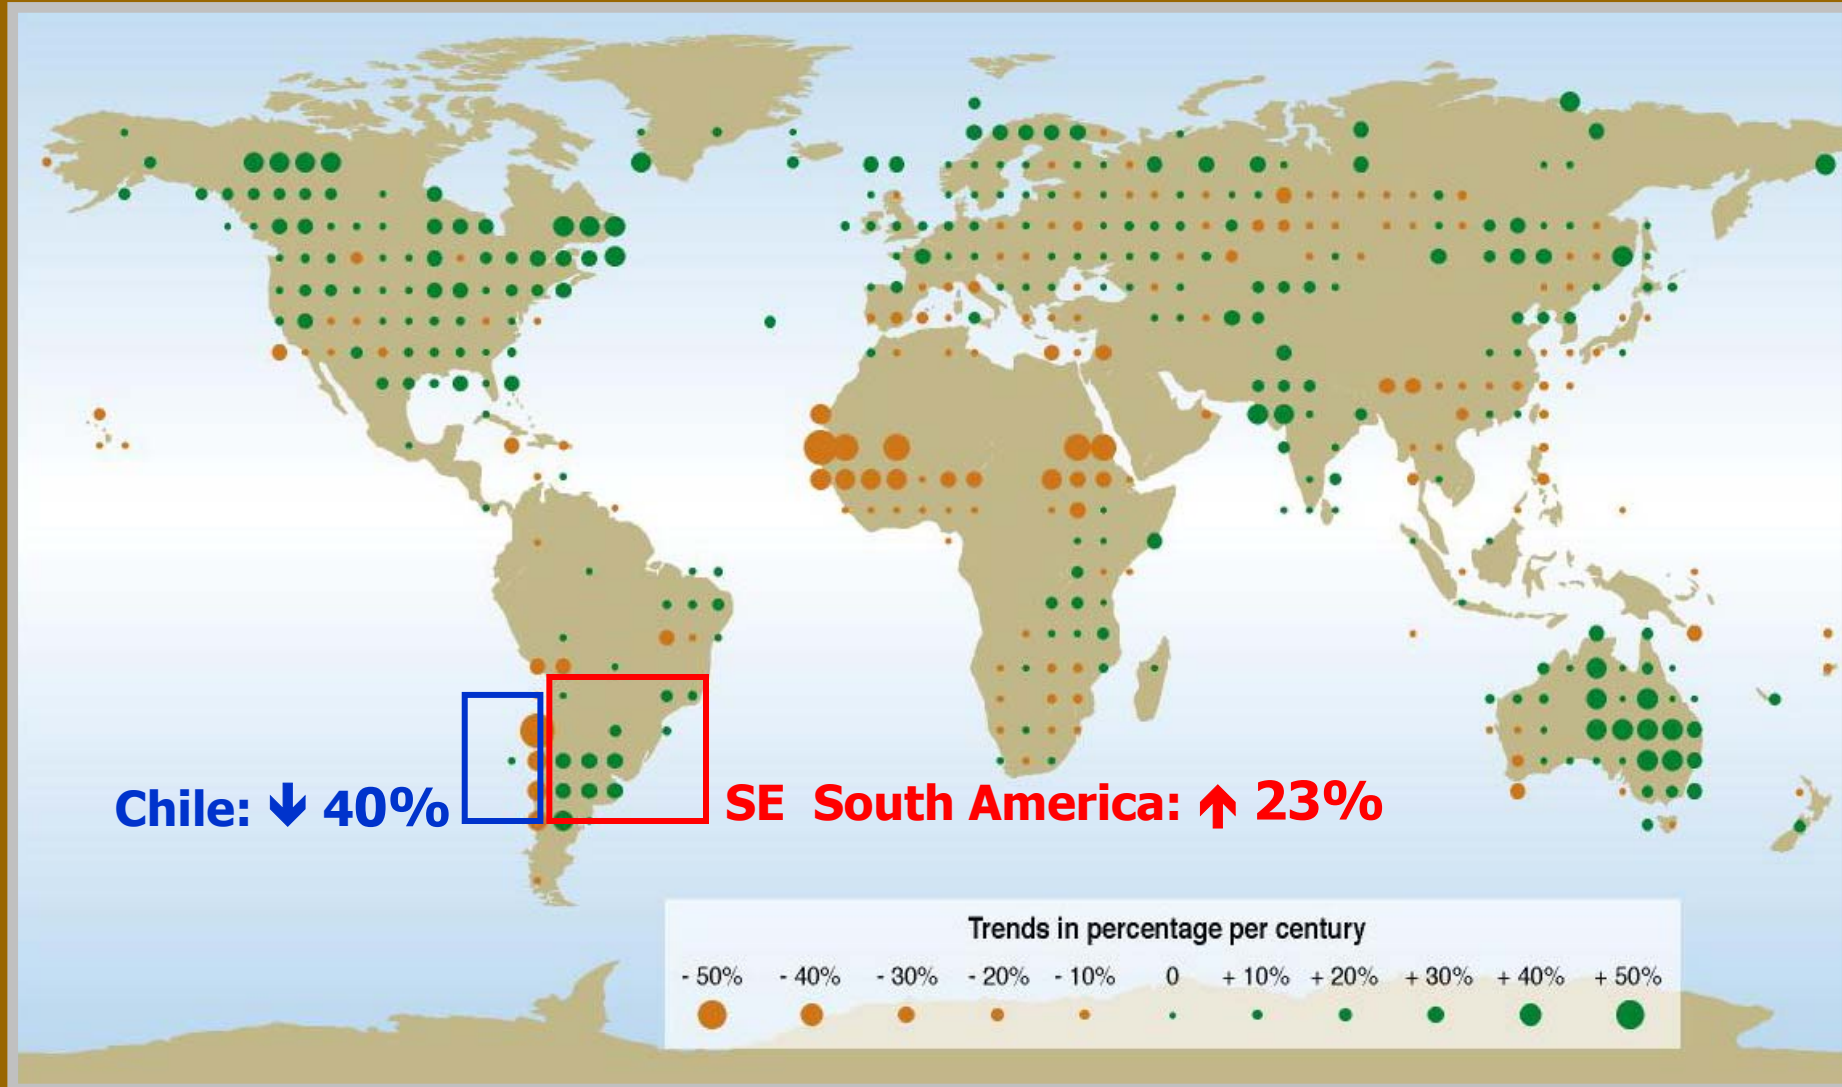 Chile: 🡻 40%
SE South America: 🡹 23%
Trends in percentage per century
- 50% - 40% - 30% - 20% - 10% 0 + 10% + 20% + 30% + 40% + 50%